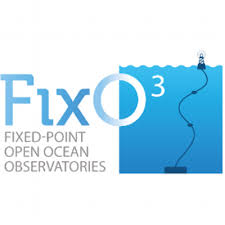 FIXO³
FIXED-POINT
OPEN OCEAN
OBSERVATORIES